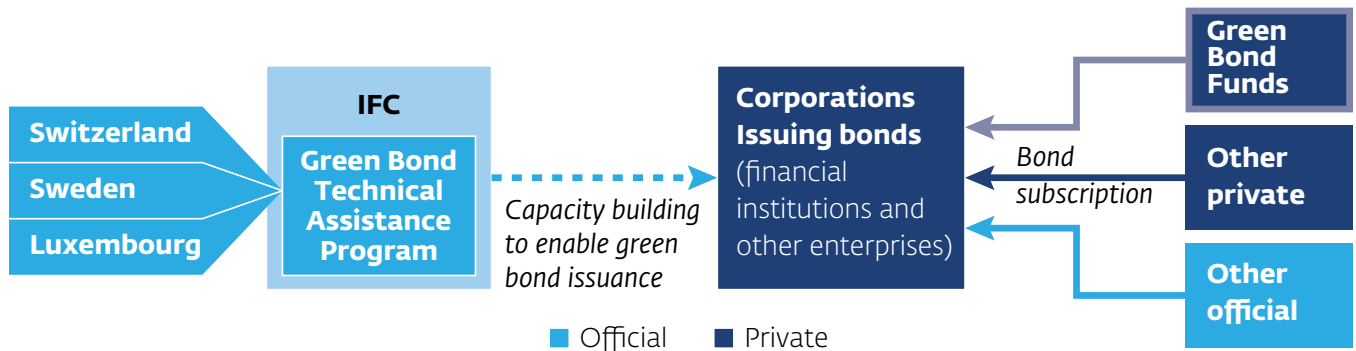 Switzerland
Sweden
Luxembourg
IFC
Green Bond
Technical
Assistance
Program
Capacity building
to enable green
bond issuance
Corporations
Issuing bonds
(financial
institutions and
other enterprises)
Bond
subscription
Green
Bond
Funds
Other
private
Other
official
Official
Private